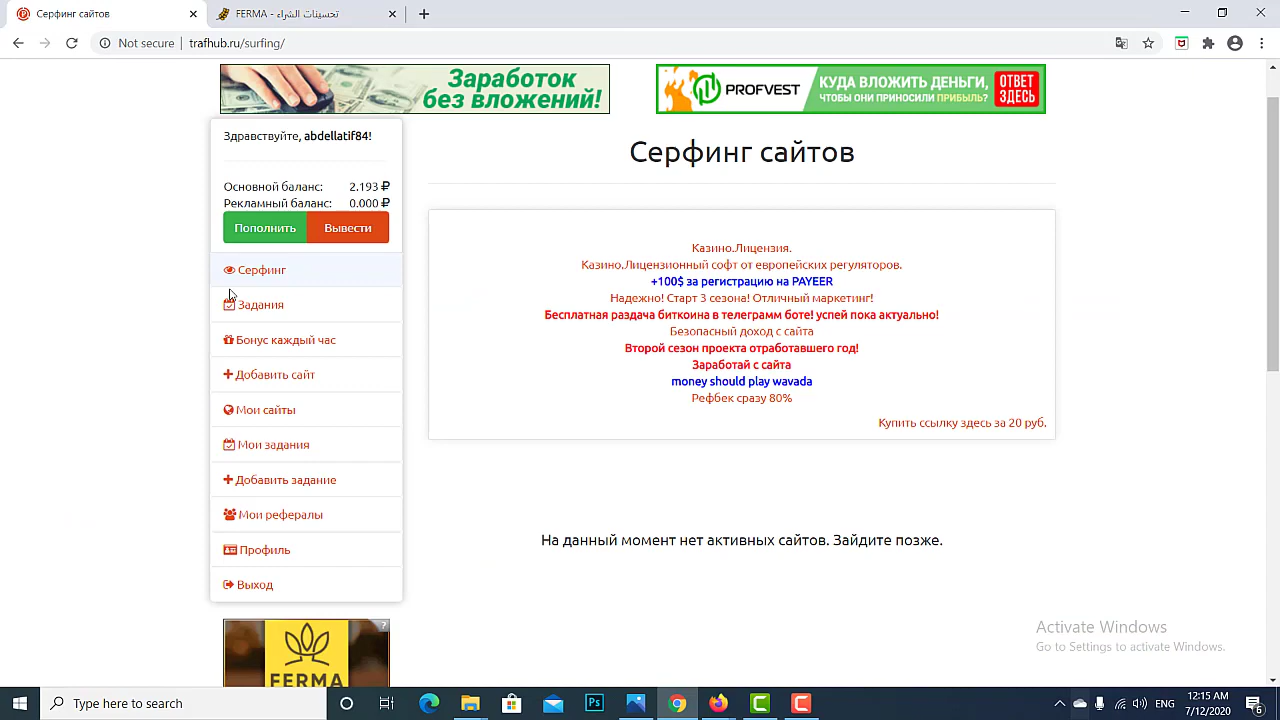 Серфинг сайтов
FERMA - تحسينات الغراء
Not secure | trafhub.ru/surfing/
Заработок
без вложений!
PROFVEST
КУДА ВЛОЖИТЬ ДЕНЬГИ,
ЧТОБЫ ОНИ ПРИНОСИЛИ ПРИБЫЛЬ?
ОТВЕТ
ЗДЕСЬ
Здравствуйте, abdellatif84!
Основной баланс: 2.193 ₽
Рекламный баланс: 0.000 ₽
Пополнить
Вывести
Серфинг
Задания
Бонус каждый час
Добавить сайт
Мои сайты
Мои задания
Добавить задание
Мои рефералы
Профиль
Выход
?
FERMA
Серфинг сайтов
Казино.Лицензия.
Казино.Лицензионный софт от европейских регуляторов.
+100$ за регистрацию на PAYEER
Надежно! Старт 3 сезона! Отличный маркетинг!
Бесплатная раздача биткоина в телеграмм боте! успей пока актуально!
Безопасный доход с сайта
Второй сезон проекта отработавшего год!
Заработай с сайта
money should play wavada
Рефбек сразу 80%
Купить ссылку здесь за 20 руб.
На данный момент нет активных сайтов. Зайдите позже.
Activate Windows
Go to Settings to activate Windows.
Type here to search
Ps
12:15 AM
7/12/2020
6